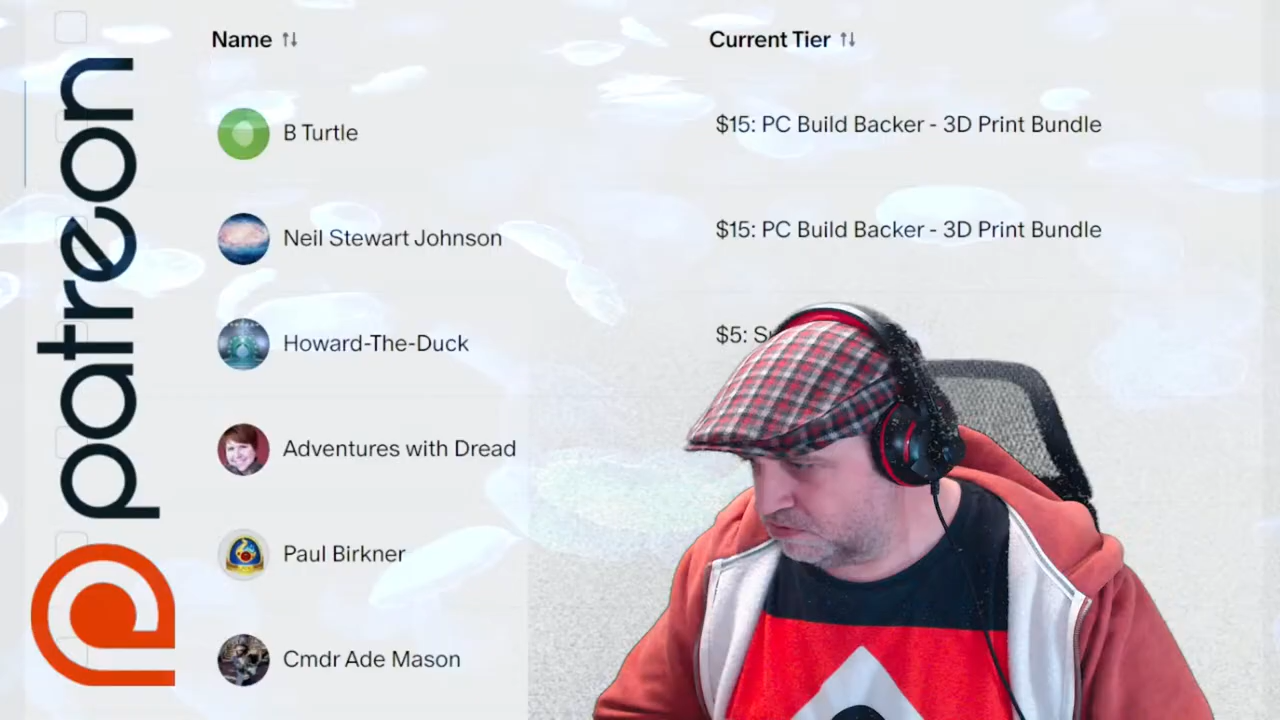 patreon
Name
Current Tier
B Turtle
$15: PC Build Backer - 3D Print Bundle
Neil Stewart Johnson
$15: PC Build Backer - 3D Print Bundle
Howard-The-Duck
$5:
Adventures with Dread
Paul Birkner
Cmdr Ade Mason